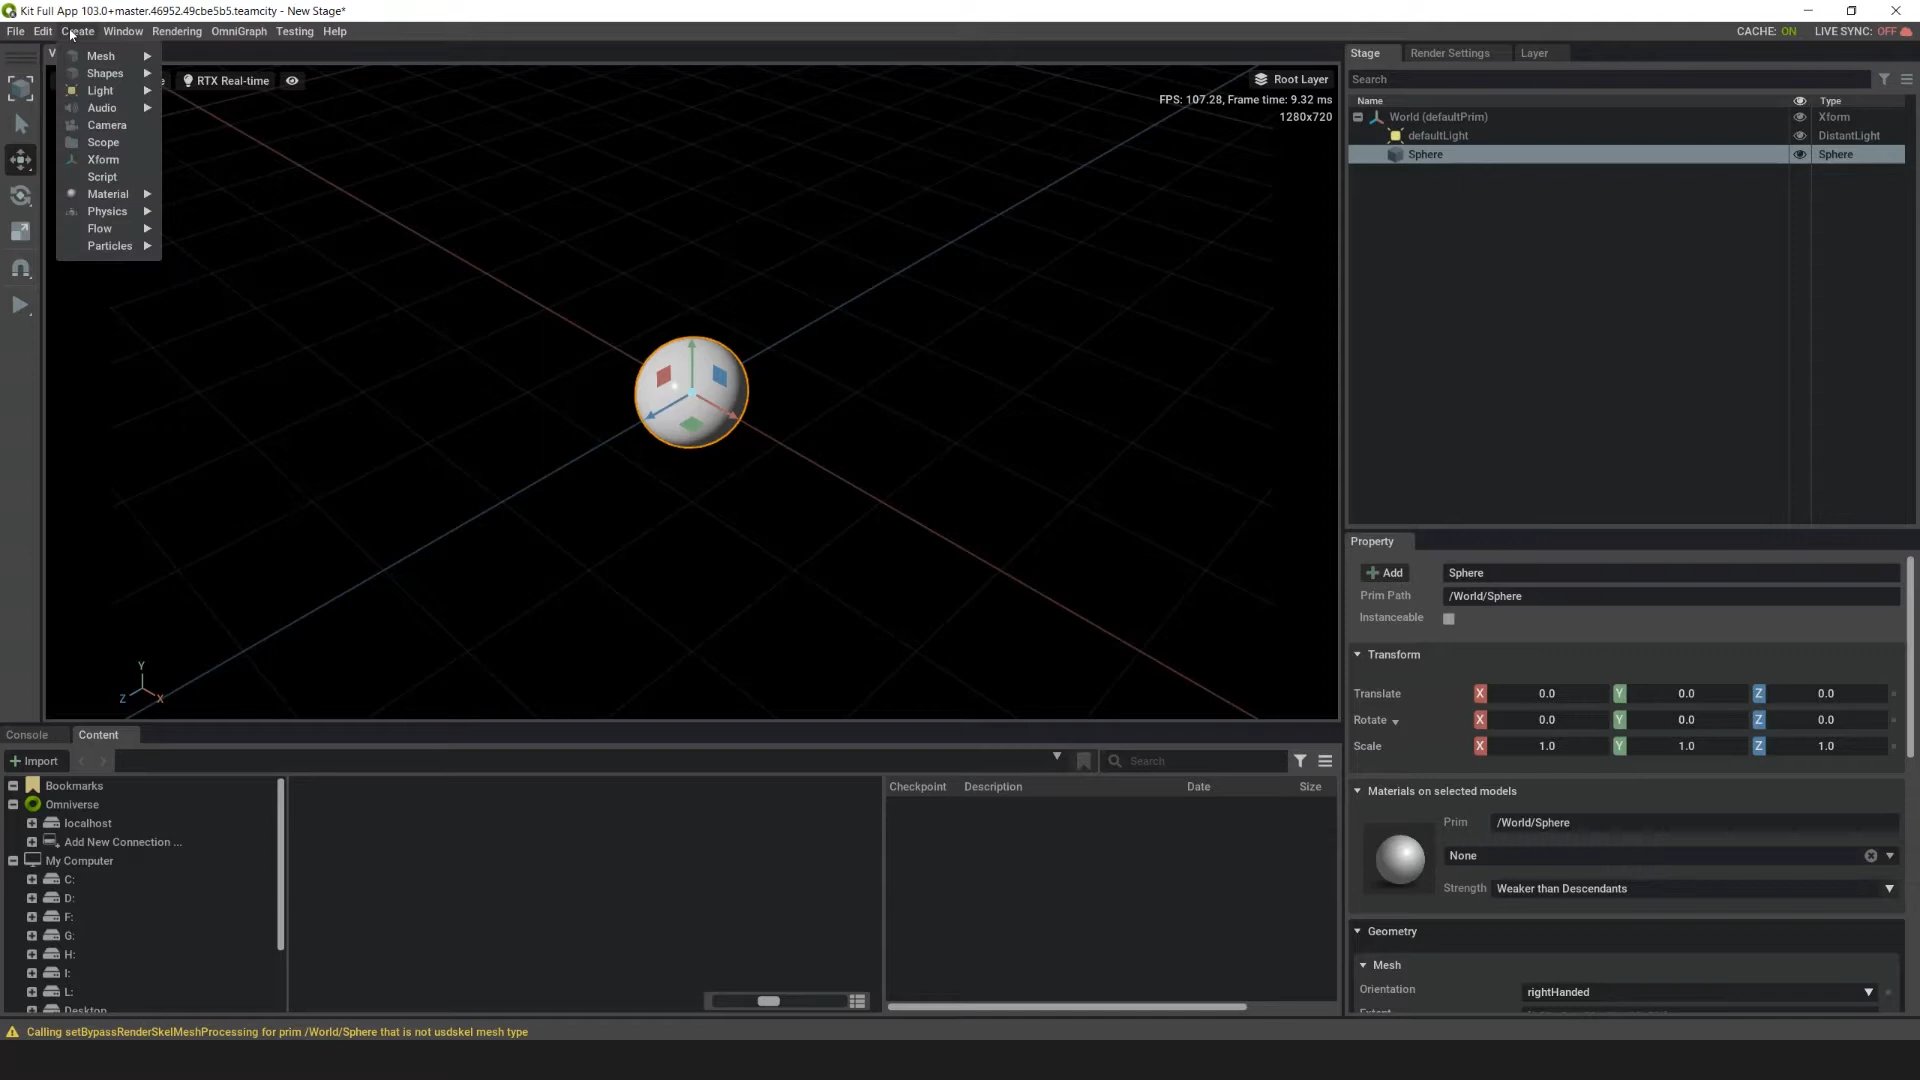 Kit Full App 103.0+master.46952.49cbe5b5.teamcity - New Stage*
File Edit Create Window Rendering OmniGraph Testing Help
CACHE: ON LIVE SYNC: OFF
Mesh
Shapes
Light
Audio
Camera
Scope
Xform
Script
Material
Physics
Flow
Particles
RTX Real-time
Root Layer
FPS: 107.28, Frame time: 9.32 ms
1280x720
Y
Z X
Stage Render Settings Layer
Search
Name Type
World (defaultPrim) Xform
defaultLight DistantLight
Sphere Sphere
Property
Add Sphere
Prim Path /World/Sphere
Instanceable
Transform
Translate X 0.0 Y 0.0 Z 0.0
Rotate X 0.0 Y 0.0 Z 0.0
Scale X 1.0 Y 1.0 Z 1.0
Materials on selected models
Prim /World/Sphere
None
Strength Weaker than Descendants
Geometry
Mesh
Orientation rightHanded
Extent
Console Content
Import
Search
Bookmarks
Omniverse
localhost
Add New Connection ...
My Computer
C:
D:
F:
G:
H:
I:
L:
Desktop
Checkpoint Description Date Size
Calling setBypassRenderSkelMeshProcessing for prim /World/Sphere that is not usdskel mesh type